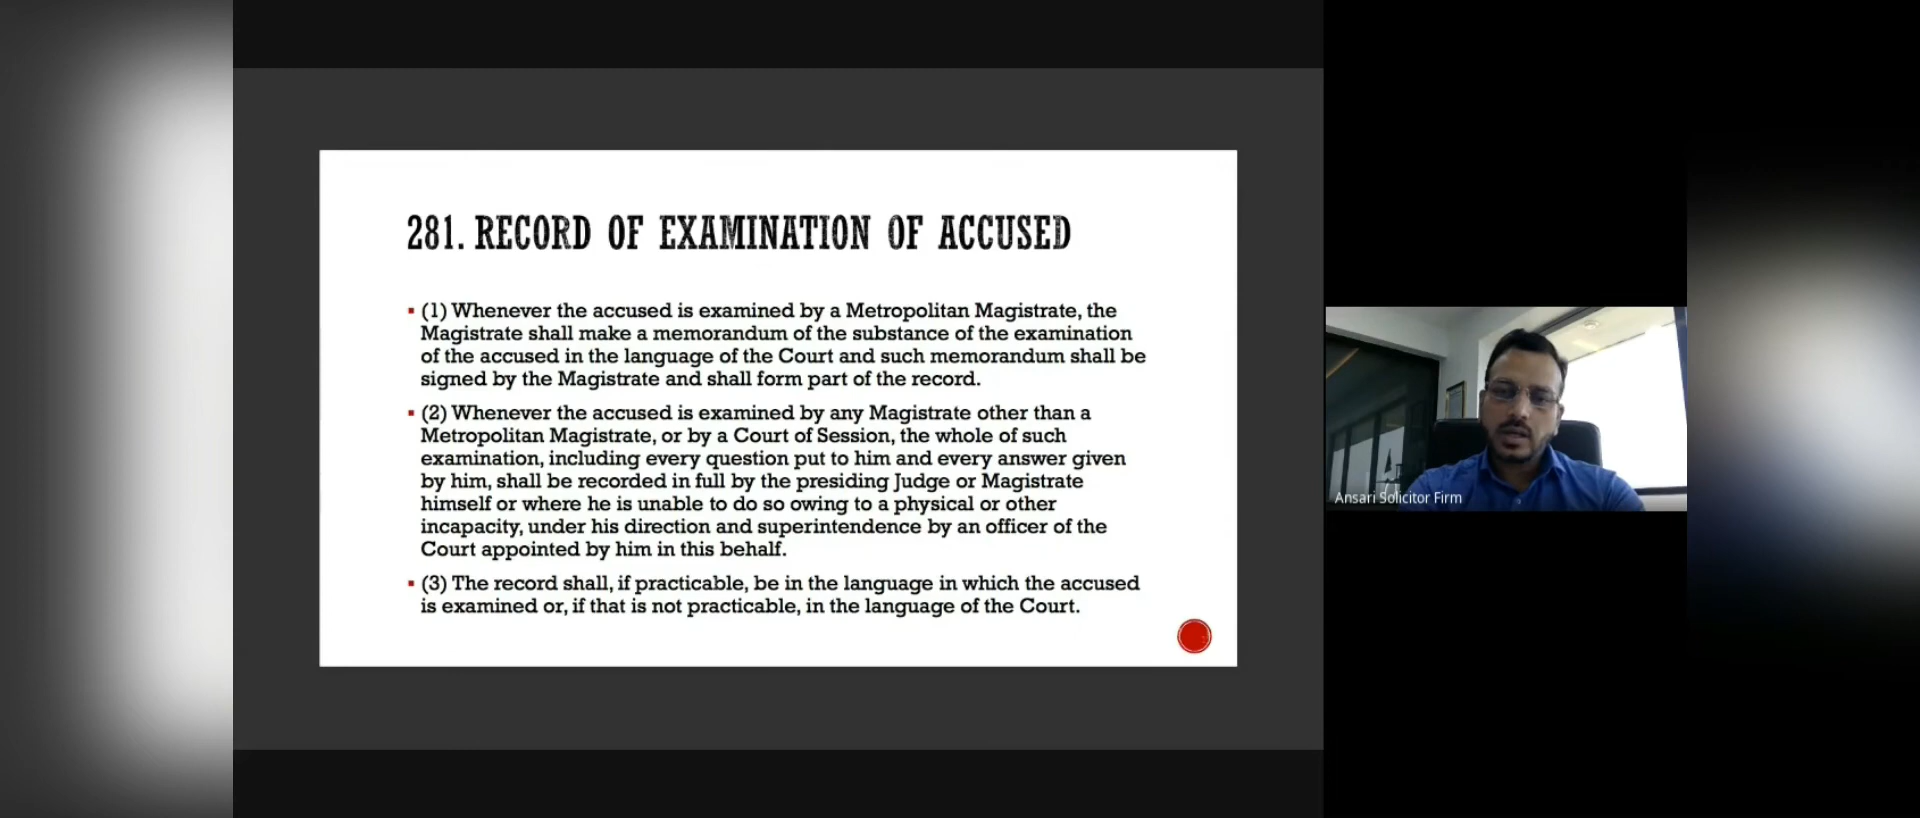 281. RECORD OF EXAMINATION OF ACCUSED
▪ (1) Whenever the accused is examined by a Metropolitan Magistrate, the
Magistrate shall make a memorandum of the substance of the examination
of the accused in the language of the Court and such memorandum shall be
signed by the Magistrate and shall form part of the record.
▪ (2) Whenever the accused is examined by any Magistrate other than a
Metropolitan Magistrate, or by a Court of Session, the whole of such
examination, including every question put to him and every answer given
by him, shall be recorded in full by the presiding Judge or Magistrate
himself or where he is unable to do so owing to a physical or other
incapacity, under his direction and superintendence by an officer of the
Court appointed by him in this behalf.
▪ (3) The record shall, if practicable, be in the language in which the accused
is examined or, if that is not practicable, in the language of the Court.
Ansari Solicitor Firm